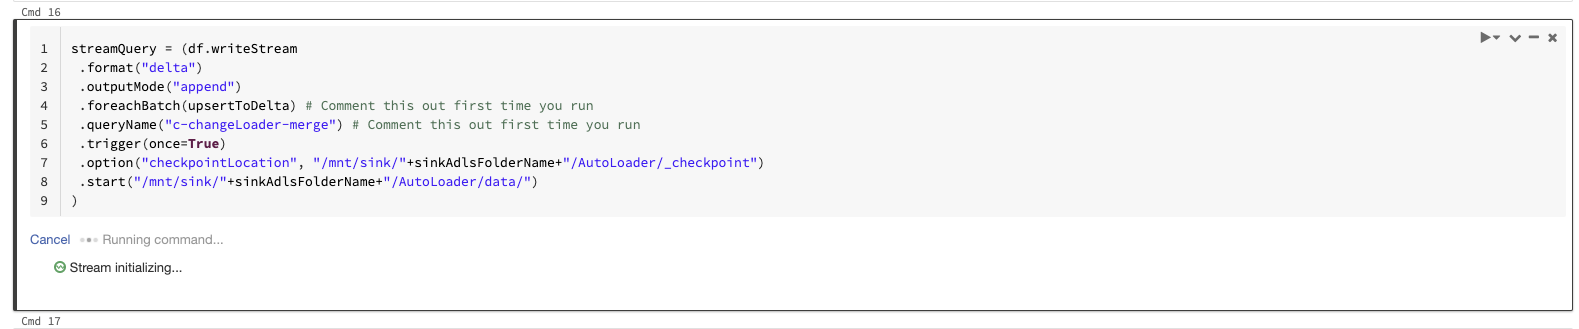 Cmd 16
1 streamQuery = (df.writeStream
2 .format("delta")
3 .outputMode("append")
4 .foreachBatch(upsertToDelta) # Comment this out first time you run
5 .queryName("c-changeLoader-merge") # Comment this out first time you run
6 .trigger(once=True)
7 .option("checkpointLocation", "/mnt/sink/"+sinkAdlsFolderName+"/AutoLoader/_checkpoint")
8 .start("/mnt/sink/"+sinkAdlsFolderName+"/AutoLoader/data/")
9 )
Cancel Running command...
Stream initializing...
Cmd 17